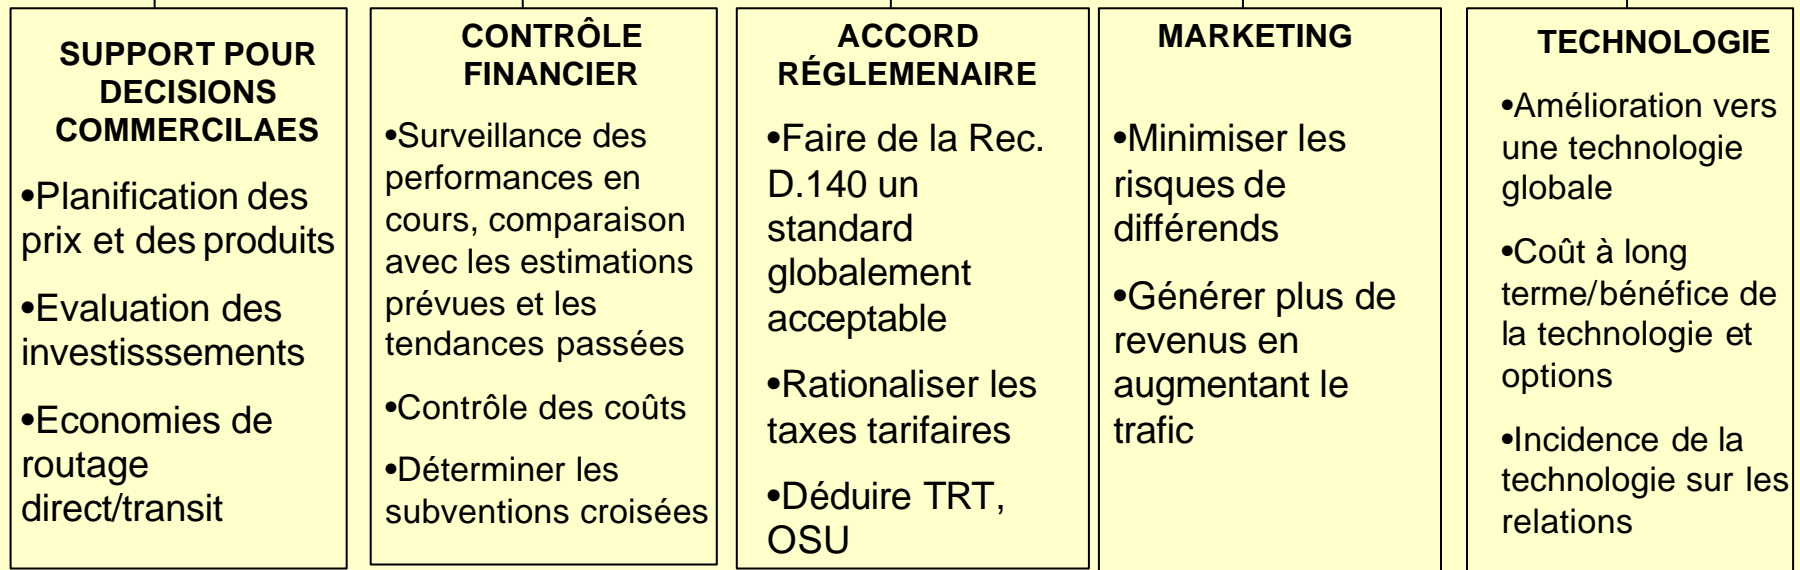 SUPPORT POUR
DECISIONS
COMMERCILAES
•Planification des
prix et des produits
•Evaluation des
investisssements
•Economies de
routage
direct/transit
CONTRÔLE
FINANCIER
•Surveillance des
performances en
cours, comparaison
avec les estimations
prévues et les
tendances passées
•Contrôle des coûts
•Déterminer les
subventions croisées
ACCORD
RÉGLEMENAIRE
•Faire de la Rec.
D.140 un
standard
globalement
acceptable
•Rationaliser les
taxes tarifaires
•Déduire TRT,
OSU
MARKETING
•Minimiser les
risques de
différends
•Générer plus de
revenus en
augmentant le
trafic
TECHNOLOGIE
•Amélioration vers
une technologie
globale
•Coût à long
terme/bénéfice de
la technologie et
options
•Incidence de la
technologie sur les
relations